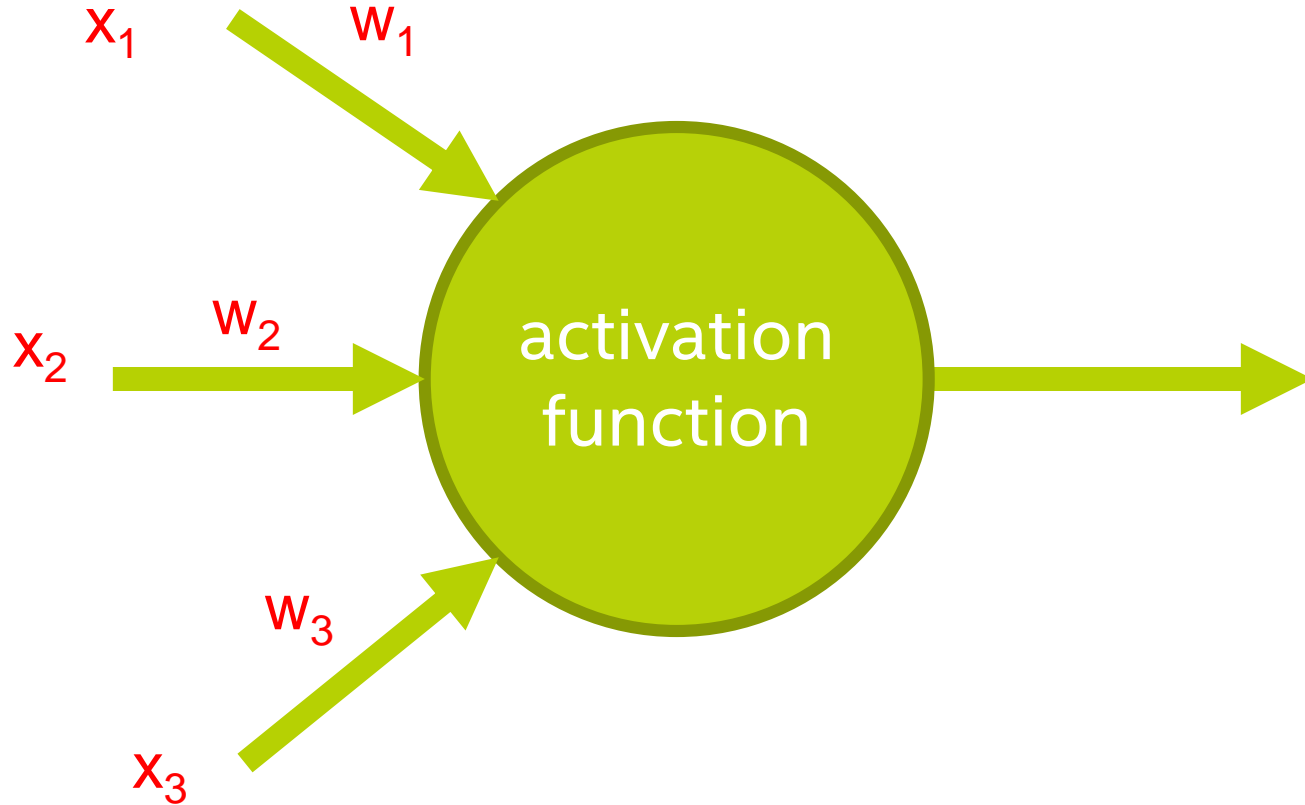 x₁
w₁
w₂
x₂
activation
function
w₃
x₃